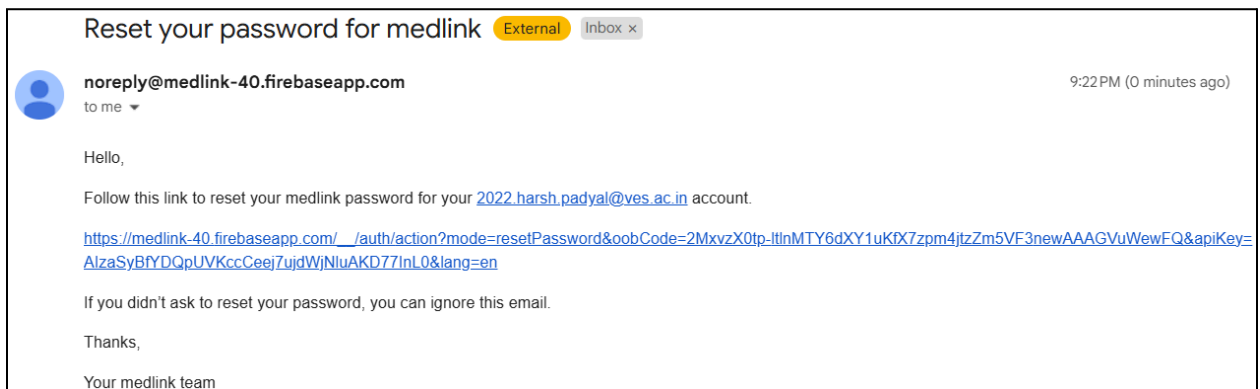 Reset your password for medlink External Inbox ×
noreply@medlink-40.firebaseapp.com 9:22 PM (0 minutes ago)
to me
Hello,
Follow this link to reset your medlink password for your 2022.harsh.padyal@ves.ac.in account.
https://medlink-40.firebaseapp.com/__/auth/action?mode=resetPassword&oobCode=2MxvzX0tp-ltlnMTY6dXY1uKfX7zpm4jtzZm5VF3newAAAGVuWewFQ&apiKey=
AIzaSyBfYDQpUVKccCeej7ujdWjNluAKD77InL0&lang=en
If you didn’t ask to reset your password, you can ignore this email.
Thanks,
Your medlink team